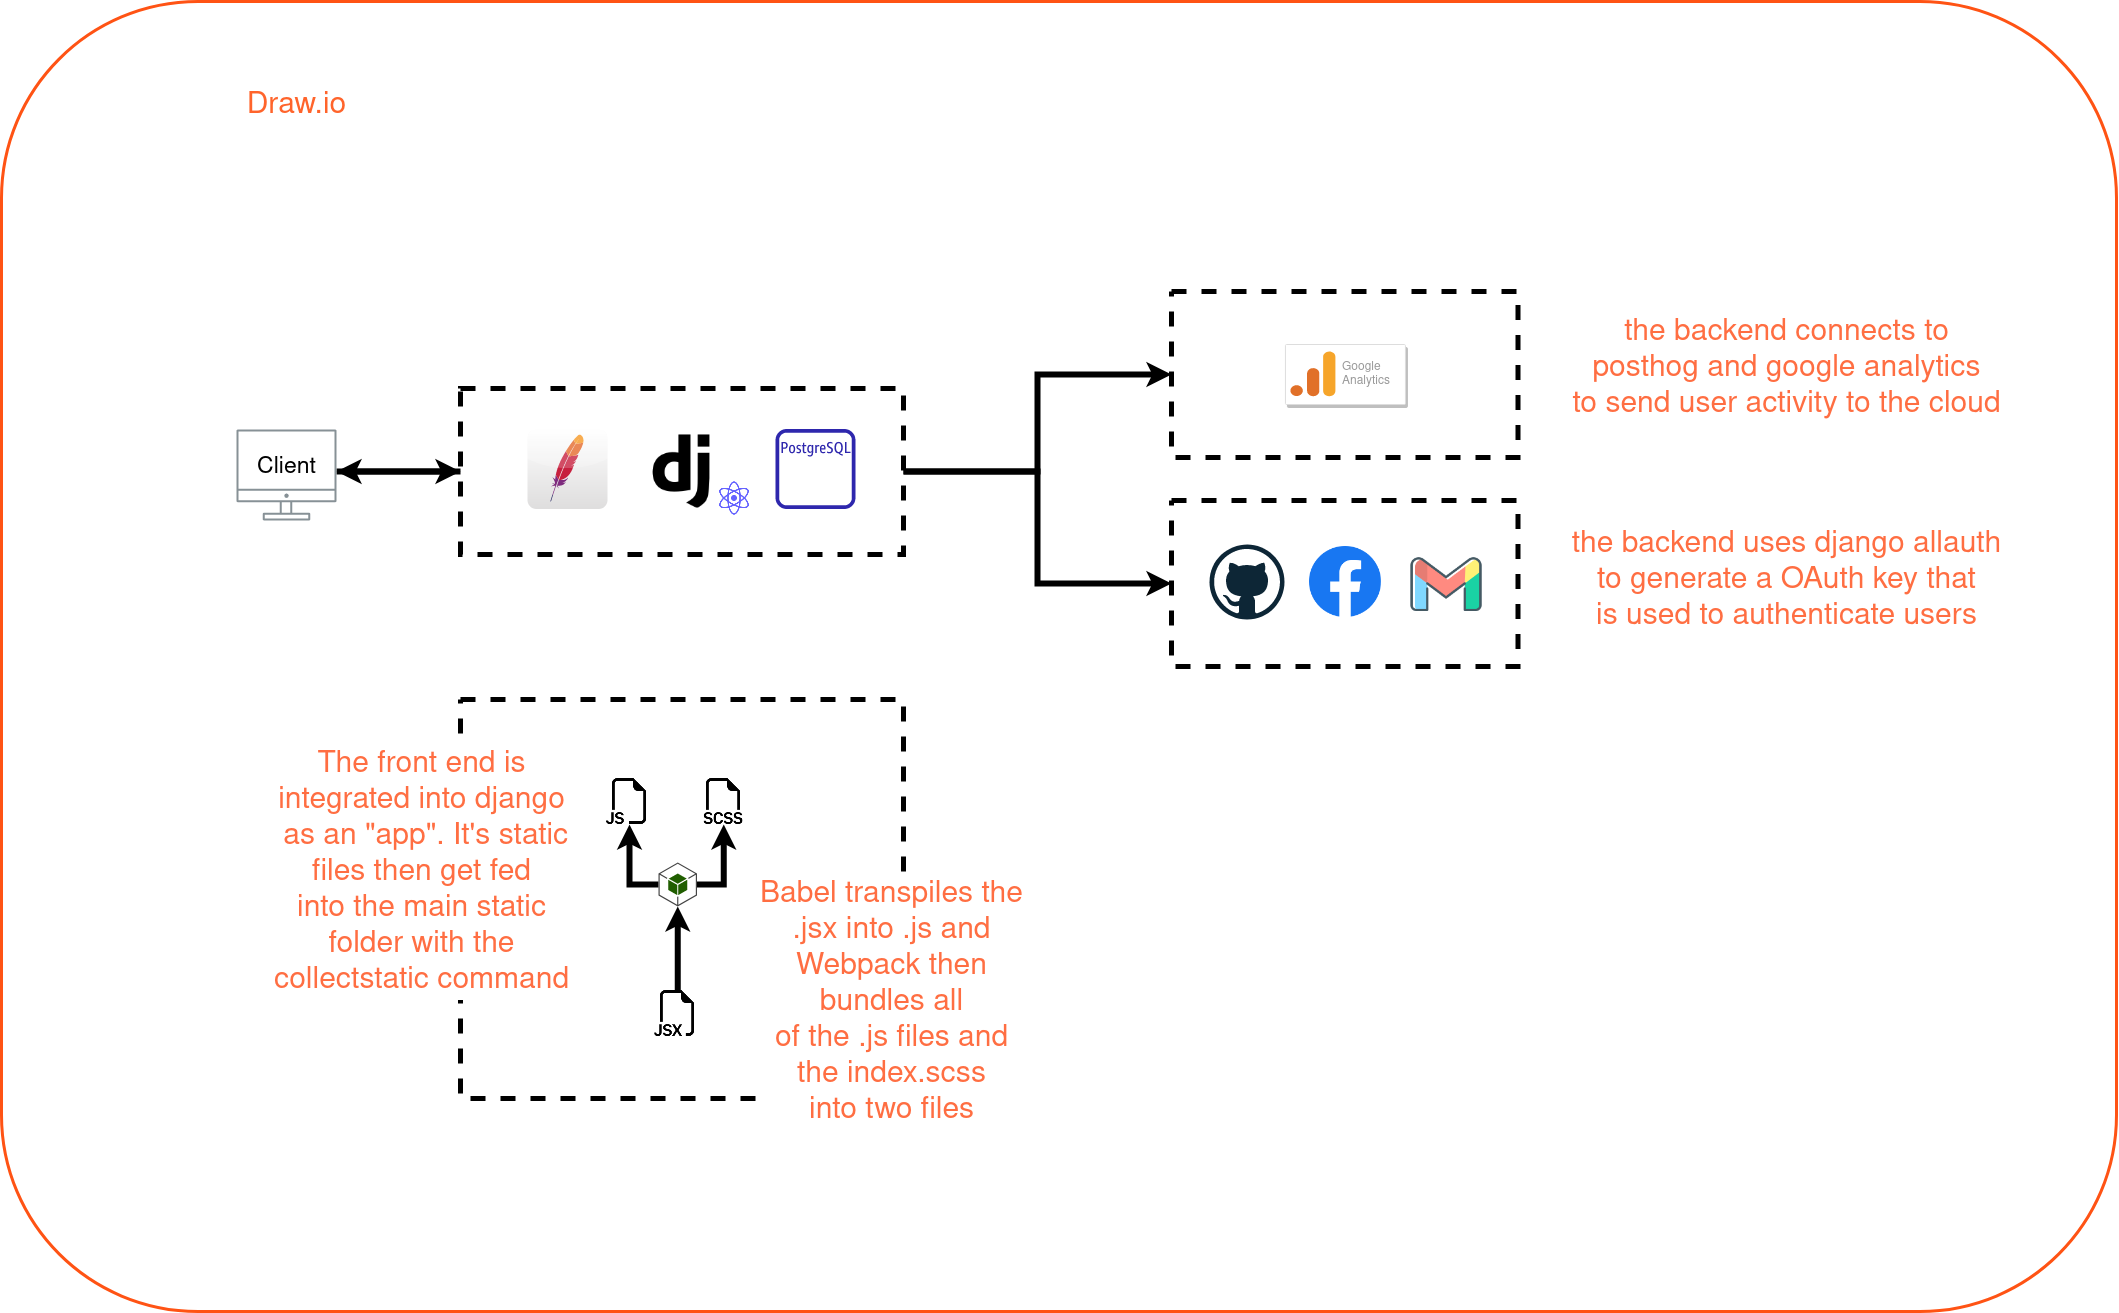 Draw.io
Client
PostgreSQL
Google
Analytics
the backend connects to
posthog and google analytics
to send user activity to the cloud
the backend uses django allauth
to generate a OAuth key that
is used to authenticate users
The front end is
integrated into django
as an "app". It's static
files then get fed
into the main static
folder with the
collectstatic command
JS
SCSS
JSX
Babel transpiles the
.jsx into .js and
Webpack then
bundles all
of the .js files and
the index.scss
into two files
dj